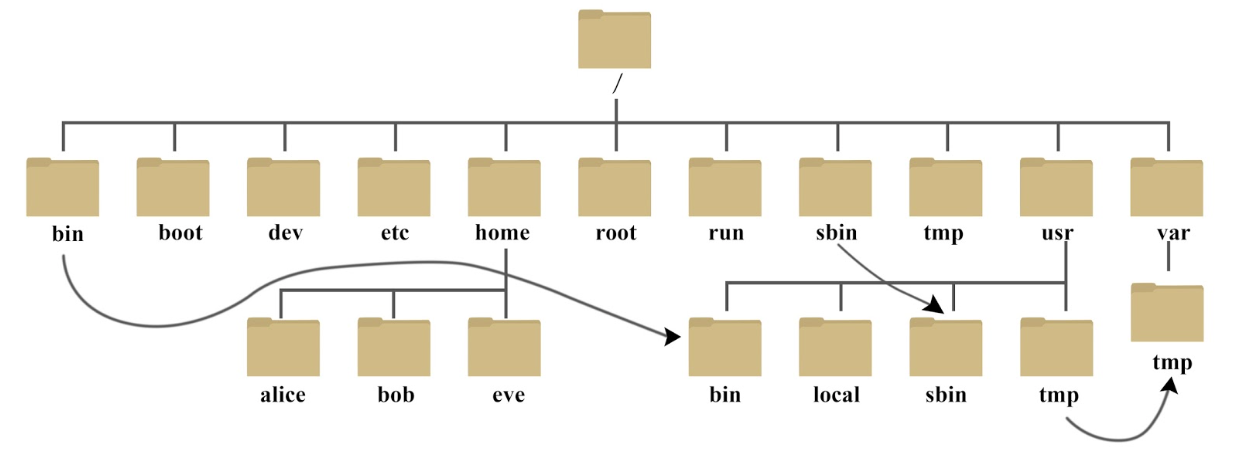 /
bin boot dev etc home root run sbin tmp usr var
tmp
alice bob eve bin local sbin tmp